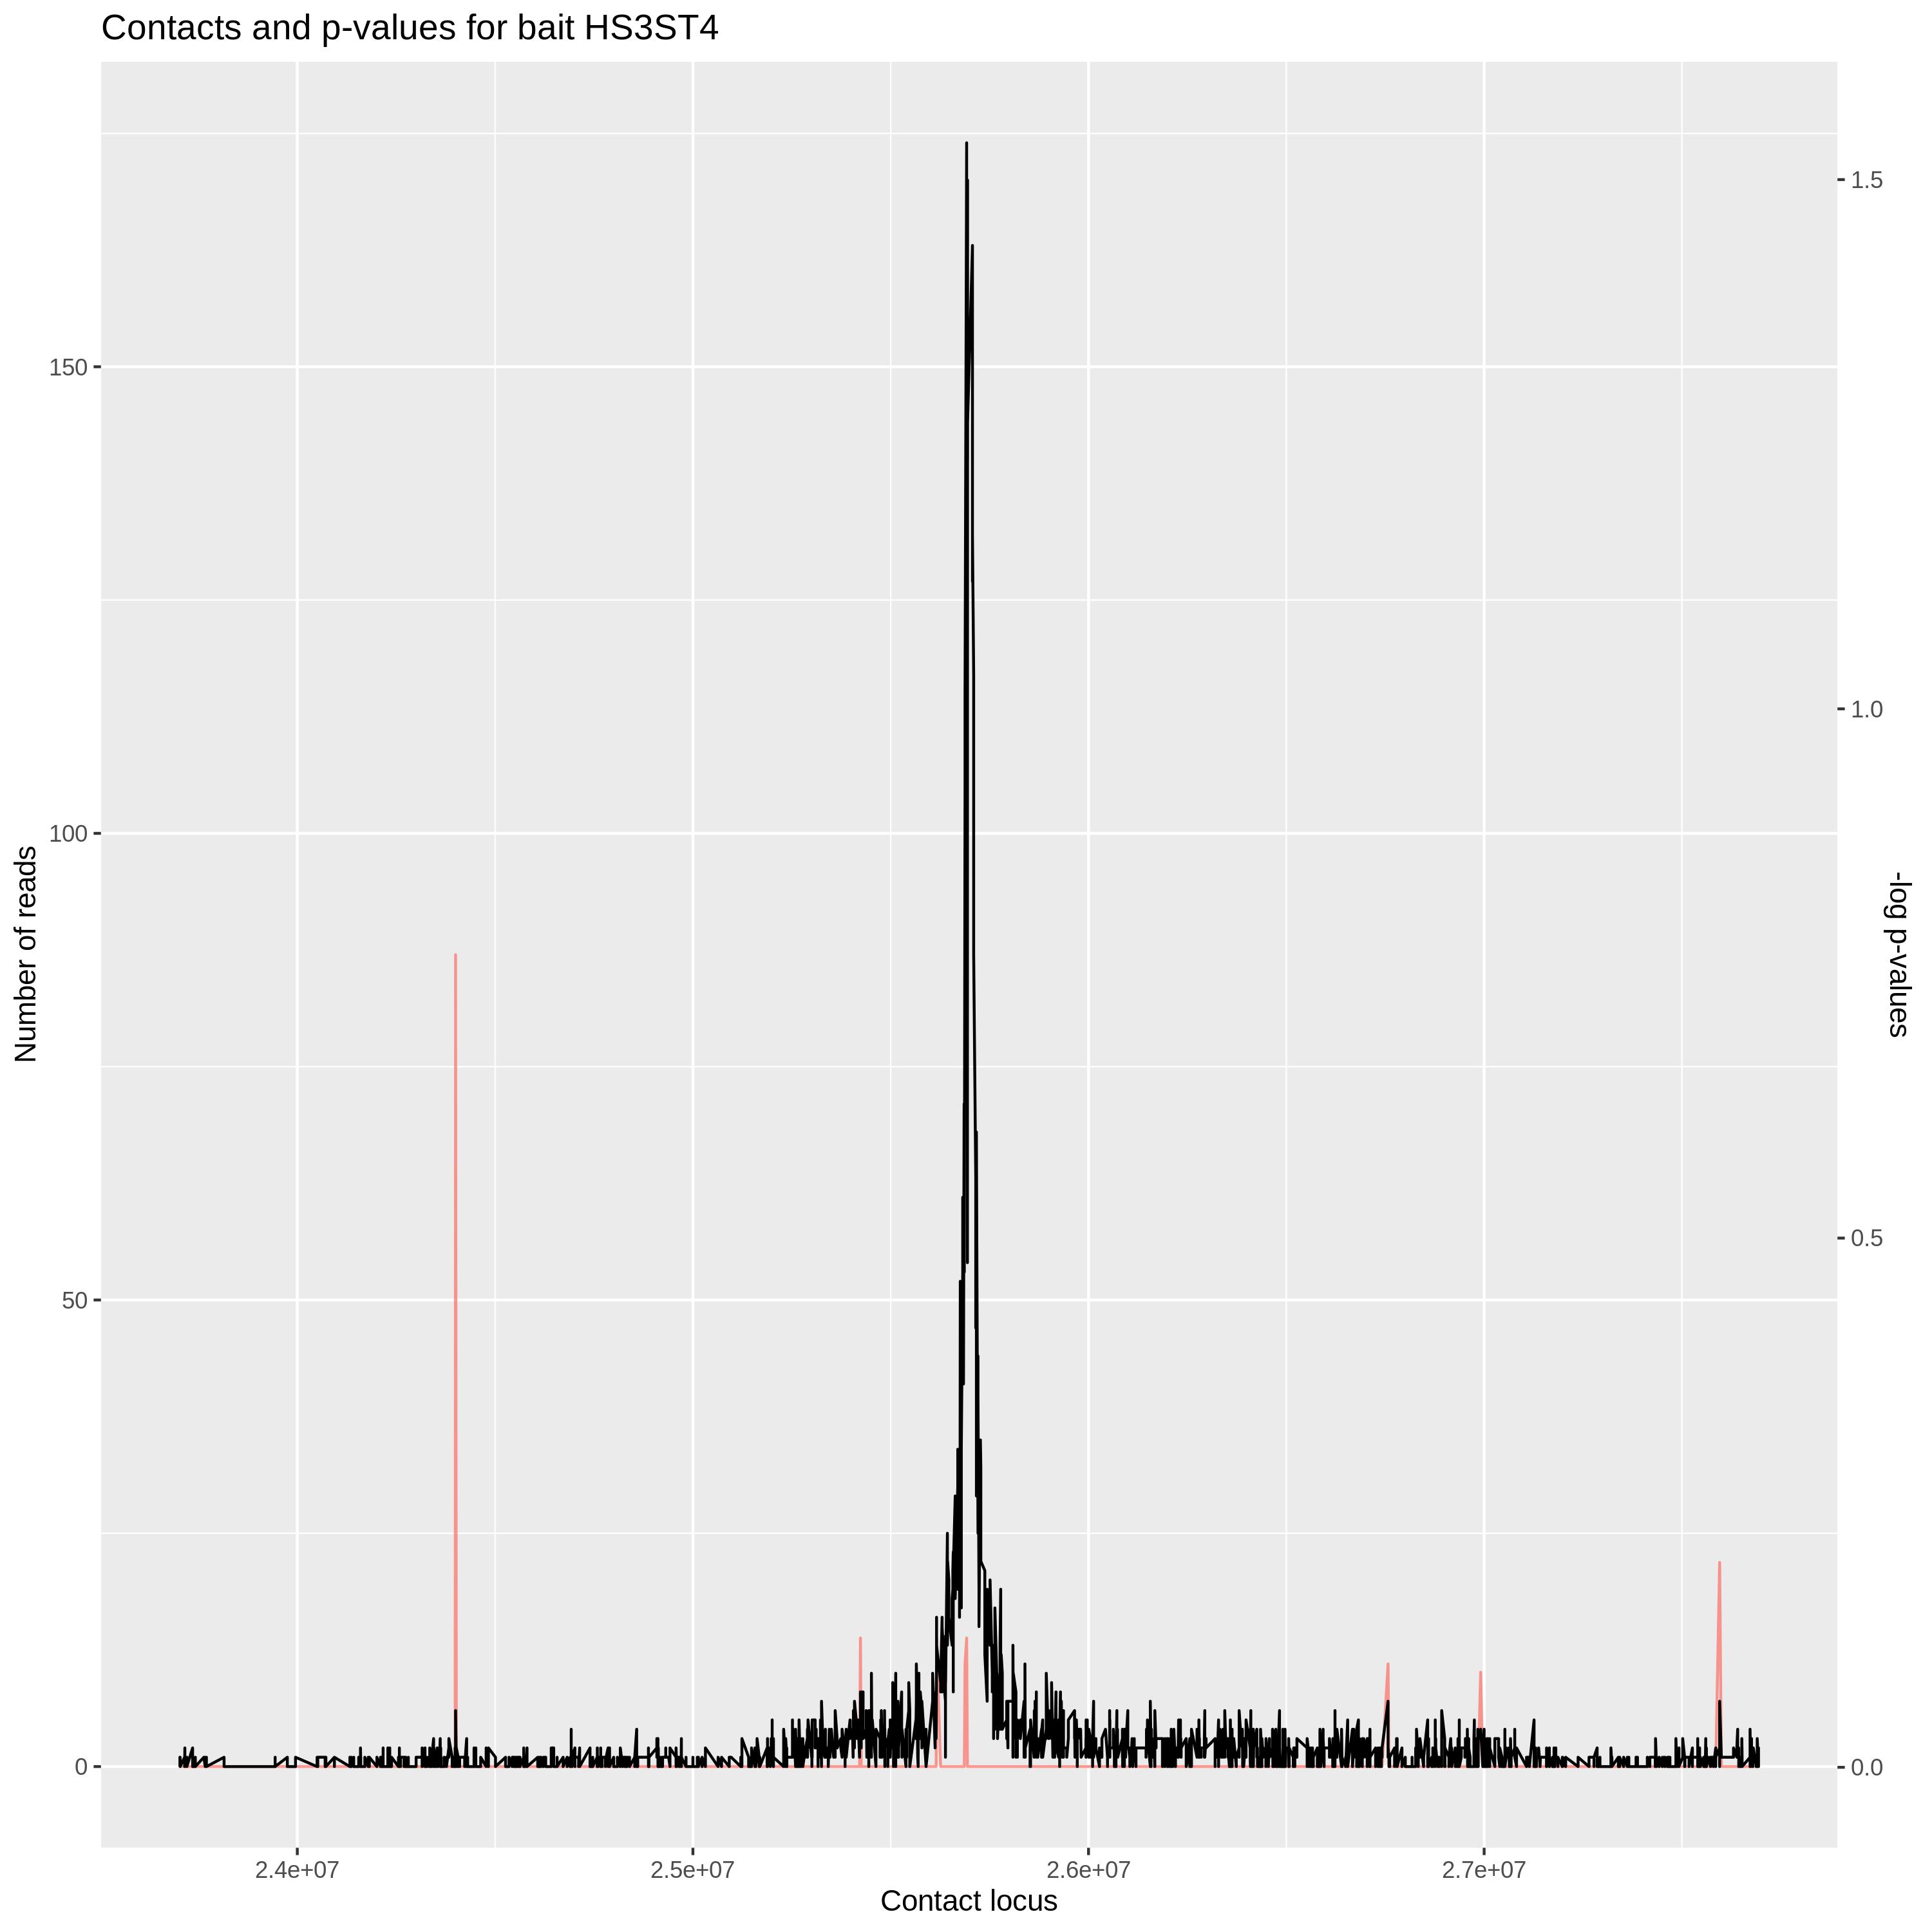 Contacts and p-values for bait HS3ST4
150
100
50
0
1.5
1.0
0.5
0.0
Number of reads
-log p-values
2.4e+07
2.5e+07
2.6e+07
2.7e+07
Contact locus